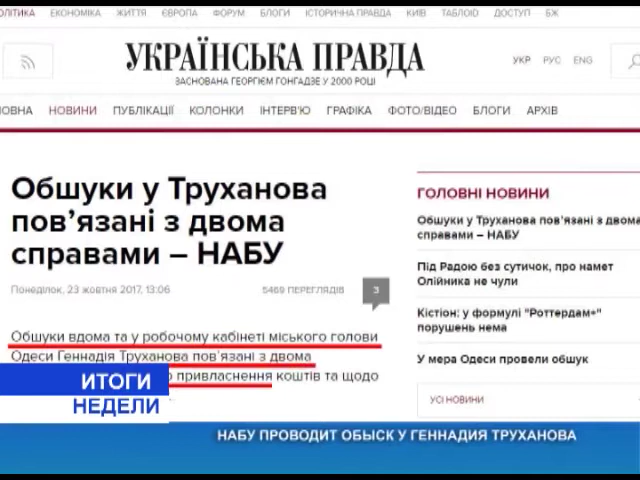 ПОЛІТИКА ЕКОНОМІКА ЖИТТЯ ЄВРОПА ФОРУМ БЛОГИ ІСТОРИЧНА ПРАВДА КИЇВ ТАБЛОЇД ДОСТУП БЖ
УКРАЇНСЬКА ПРАВДА
ЗАСНОВАНА ГЕОРГІЄМ ГОНГАДЗЕ У 2000 РОЦІ
УКР РУС ENG
ОВНА НОВИНИ ПУБЛІКАЦІЇ КОЛОНКИ ІНТЕРВ'Ю ГРАФІКА ФОТО/ВІДЕО БЛОГИ АРХІВ
Обшуки у Труханова
пов’язані з двома
справами – НАБУ
Понеділок, 23 жовтня 2017, 13:06
5469 ПЕРЕГЛЯДІВ
3
Обшуки вдома та у робочому кабінеті міського голови
Одеси Геннадія Труханова пов'язані з двома
привласнення коштів та щодо
ГОЛОВНІ НОВИНИ
Обшуки у Труханова пов’язані з двома
справами – НАБУ
Під Радою без сутичок, про намет
Олійника не чули
Кістіон: у формулі "Роттердам+"
порушень нема
У мера Одеси провели обшук
УСІ НОВИНИ
ИТОГИ
НЕДЕЛИ
НАБУ ПРОВОДИТ ОБЫСК У ГЕННАДИЯ ТРУХАНОВА